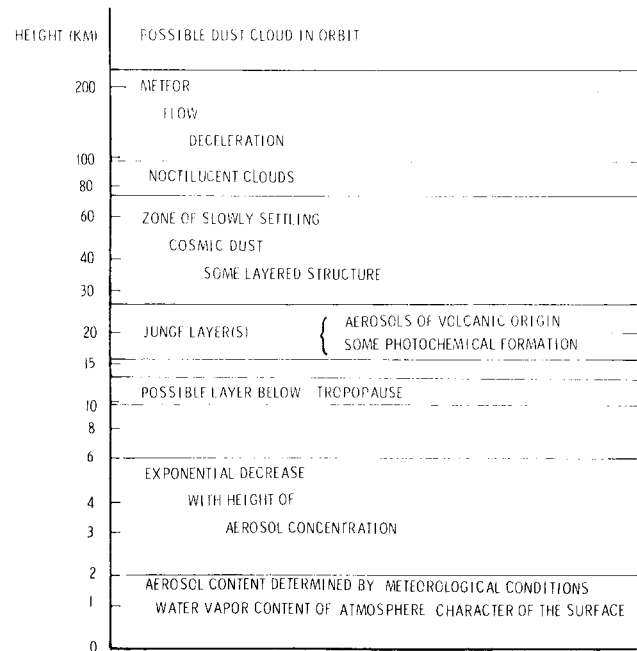 HEIGHT (KM) POSSIBLE DUST CLOUD IN ORBIT
200 METEOR
FLOW
DECELERATION
100
NOCTILUCENT CLOUDS
80
60 ZONE OF SLOWLY SETTLING
COSMIC DUST
40
SOME LAYERED STRUCTURE
30
AEROSOLS OF VOLCANIC ORIGIN
20 JUNGE LAYER(S) {
SOME PHOTOCHEMICAL FORMATION
15
POSSIBLE LAYER BELOW TROPOPAUSE
10
8
6
EXPONENTIAL DECREASE
4 WITH HEIGHT OF
3 AEROSOL CONCENTRATION
2
AEROSOL CONTENT DETERMINED BY METEOROLOGICAL CONDITIONS
1 WATER VAPOR CONTENT OF ATMOSPHERE CHARACTER OF THE SURFACE
0